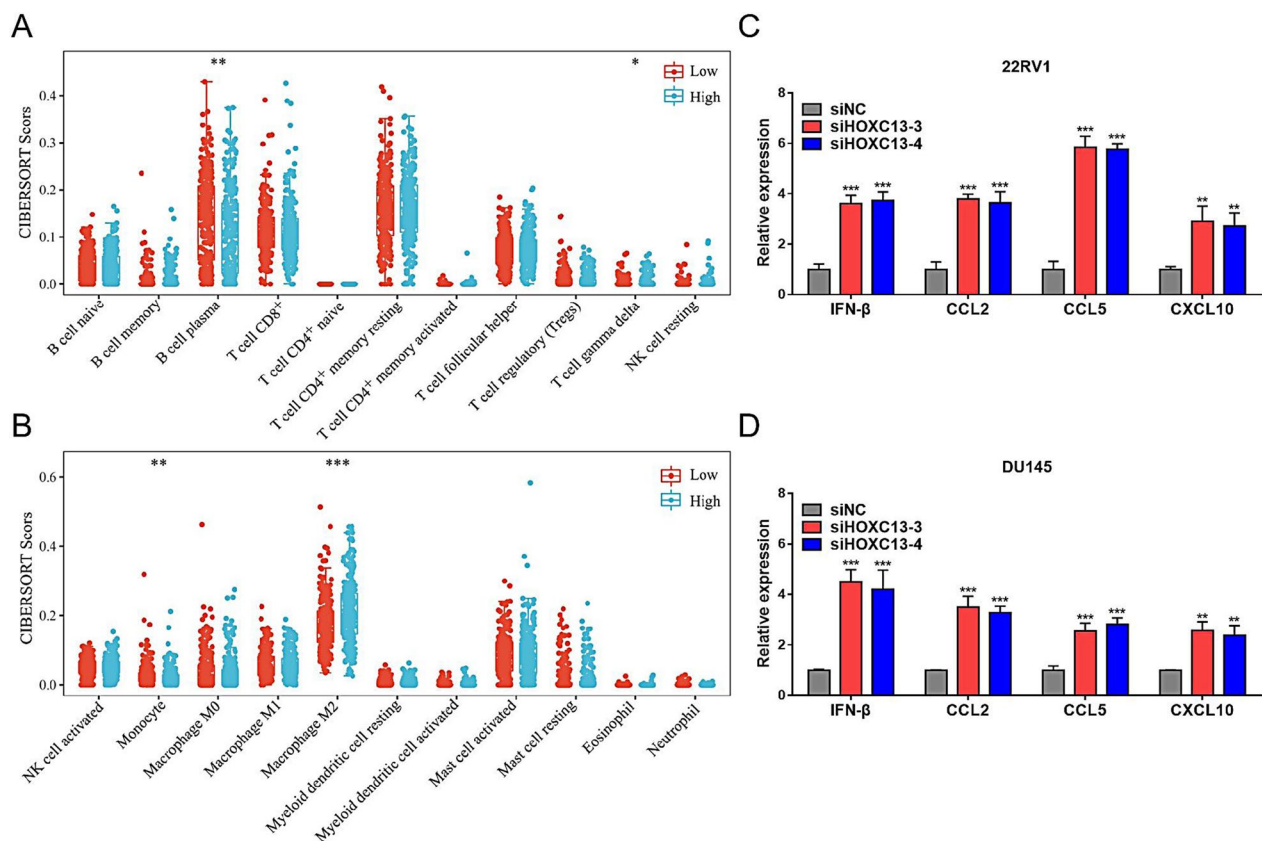 A
CIBERSORT Scors
0.4
0.3
0.2
0.1
0.0
**
*
Low
High
B cell naive
B cell memory
B cell plasma
T cell CD8+
T cell CD4+ naive
T cell CD4+ memory resting
T cell CD4+ memory activated
T cell follicular helper
T cell regulatory (Tregs)
T cell gamma delta
NK cell resting
B
CIBERSORT Scors
0.6
0.4
0.2
0.0
**
***
Low
High
NK cell activated
Monocyte
Macrophage M0
Macrophage M1
Macrophage M2
Myeloid dendritic cell resting
Myeloid dendritic cell activated
Mast cell activated
Mast cell resting
Eosinophil
Neutrophil
C
22RV1
Relative expression
8
6
4
2
0
siNC
siHOXC13-3
siHOXC13-4
*** *** *** *** *** *** ** **
IFN-β CCL2 CCL5 CXCL10
D
DU145
Relative expression
8
6
4
2
0
siNC
siHOXC13-3
siHOXC13-4
*** *** *** *** *** *** ** **
IFN-β CCL2 CCL5 CXCL10